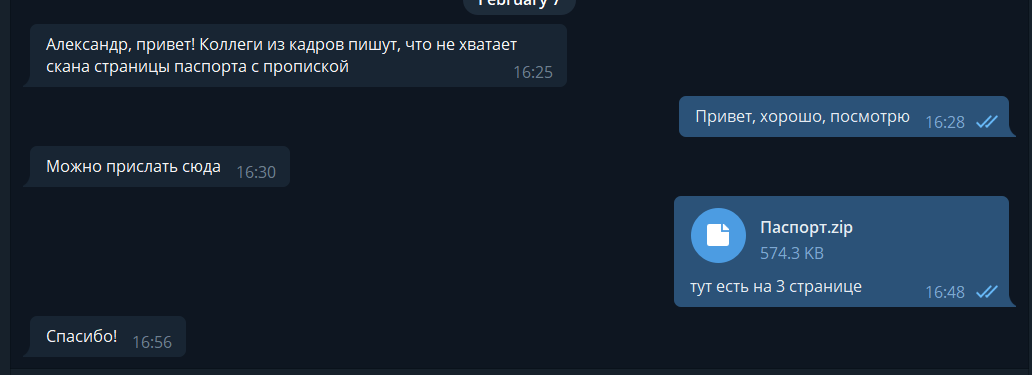 February 7
Александр, привет! Коллеги из кадров пишут, что не хватает
скана страницы паспорта с пропиской
16:25
Привет, хорошо, посмотрю
16:28
Можно прислать сюда
16:30
Паспорт.zip
574.3 KB
тут есть на 3 странице
16:48
Спасибо!
16:56